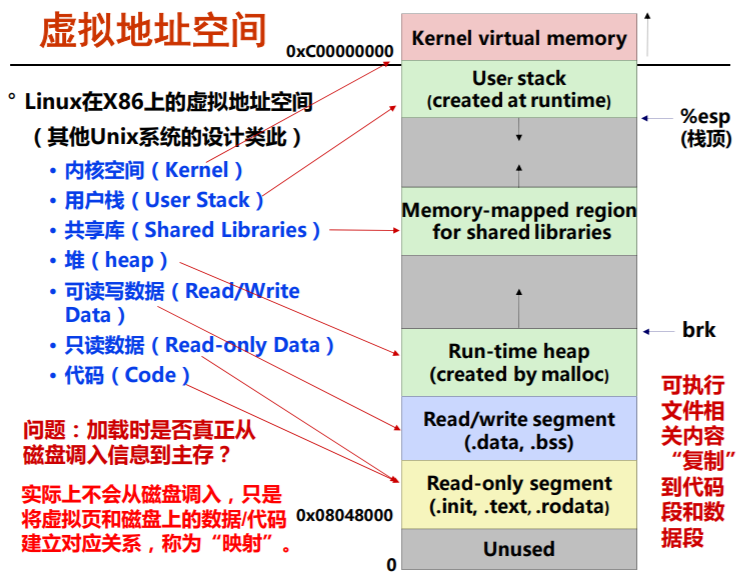 虚拟地址空间
0xC00000000
Kernel virtual memory
User stack
(created at runtime)
%esp
(栈顶)
° Linux在X86上的虚拟地址空间
（其他Unix系统的设计类此）
• 内核空间（Kernel）
• 用户栈（User Stack）
• 共享库（Shared Libraries）
• 堆（heap）
• 可读写数据（Read/Write
Data）
• 只读数据（Read-only Data）
• 代码（Code）
Memory-mapped region
for shared libraries
brk
Run-time heap
(created by malloc)
Read/write segment
(.data, .bss)
Read-only segment
(.init, .text, .rodata)
0x08048000
Unused
0
问题：加载时是否真正从
磁盘调入信息到主存？
实际上不会从磁盘调入，只是
将虚拟页和磁盘上的数据/代码
建立对应关系，称为“映射”。
可执行
文件相
关内容
“复制”
到代码
段和数
据段